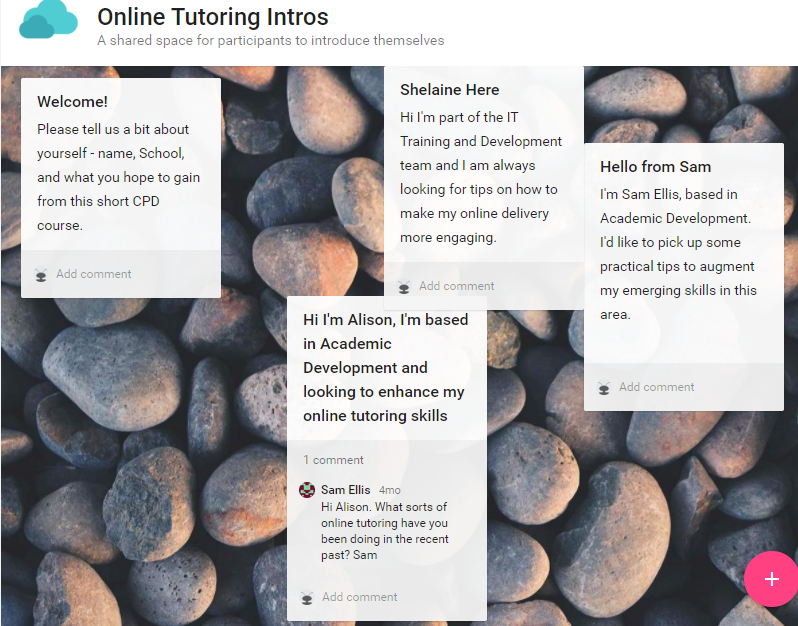 Online Tutoring Intros
A shared space for participants to introduce themselves
Welcome!
Please tell us a bit about
yourself - name, School,
and what you hope to gain
from this short CPD
course.
Add comment
Shelaine Here
Hi I'm part of the IT
Training and Development
team and I am always
looking for tips on how to
make my online delivery
more engaging.
Add comment
Hello from Sam
I'm Sam Ellis, based in
Academic Development.
I'd like to pick up some
practical tips to augment
my emerging skills in this
area.
Add comment
Hi I'm Alison, I'm based
in Academic
Development and
looking to enhance my
online tutoring skills
1 comment
Sam Ellis 4mo
Hi Alison. What sorts of
online tutoring have you
been doing in the recent
past? Sam
Add comment